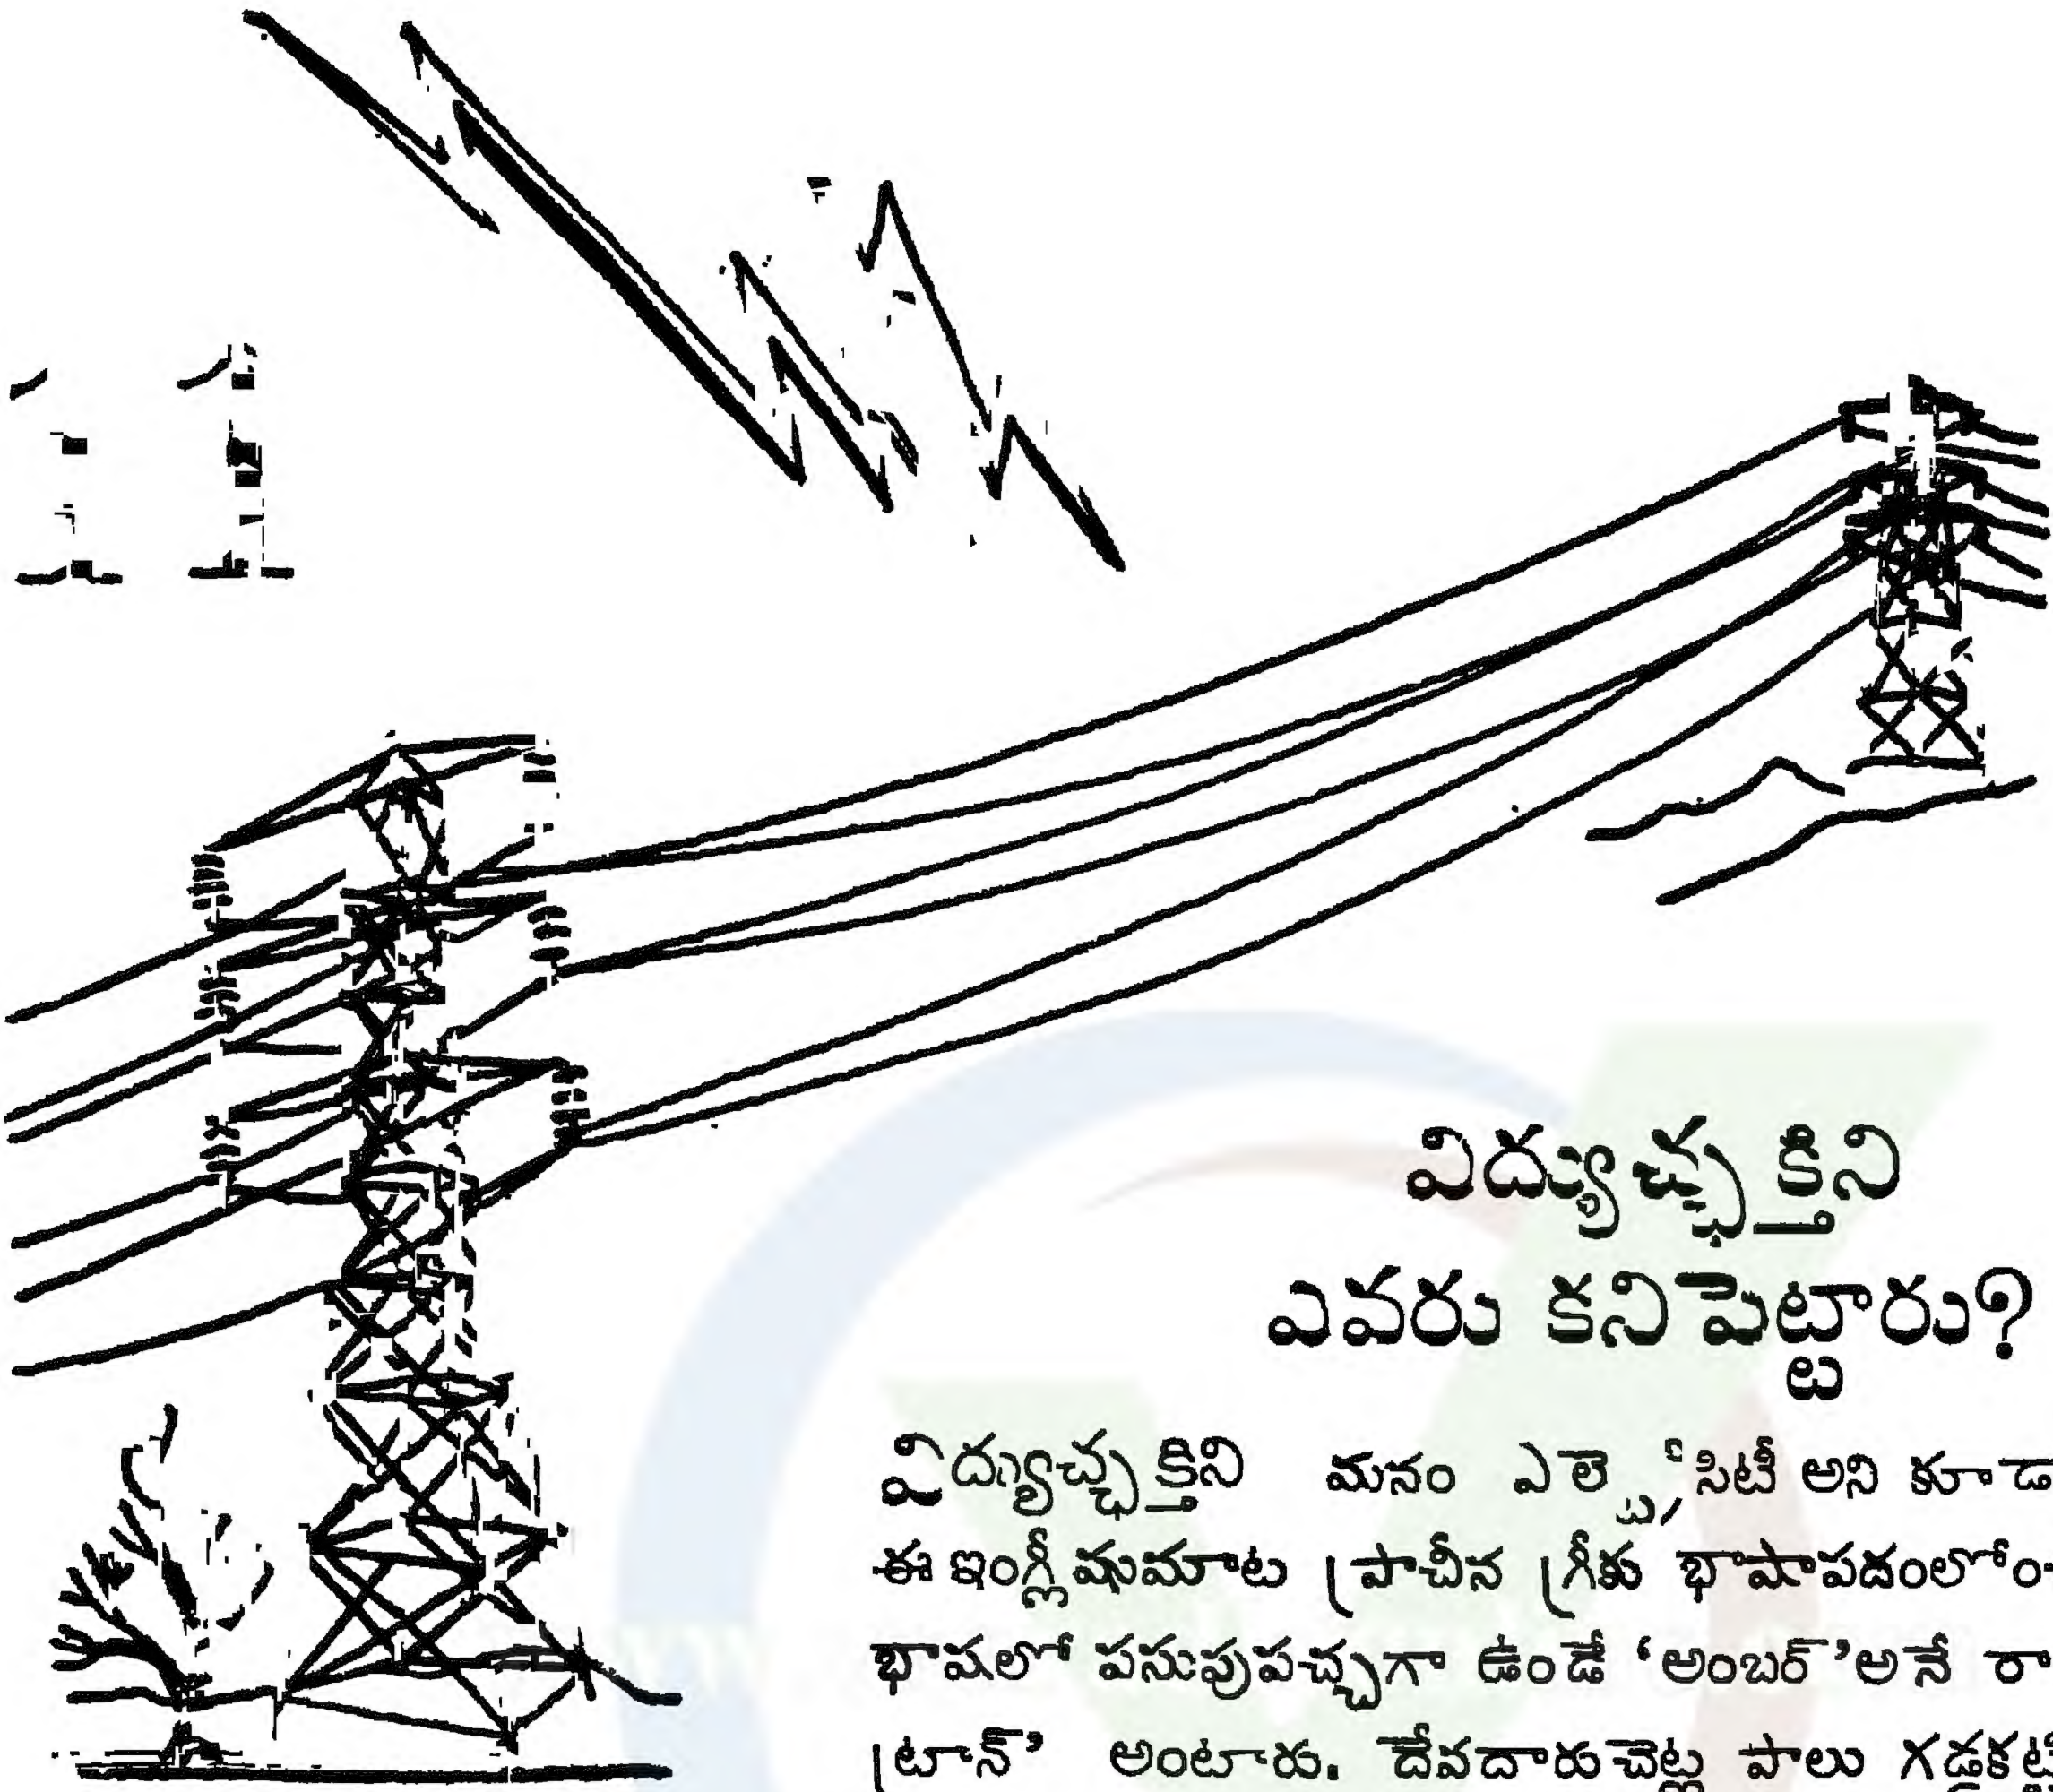 విద్యుచ్ఛక్తిని
ఎవరు కనిపెట్టారు?
విద్యుచ్ఛక్తిని మనం ఎలెక్ట్రిసిటీ అని కూడా
ఈ ఇంగ్లీషుమాట ప్రాచీన గ్రీకు భాషాపదంలోం
భాషలో పసుపుపచ్చగా ఉండే ‘అంబర్’అనే రా
ట్రాన్’ అంటారు. దేవదారుచెట్ల పాలు గడ్డకట్టి